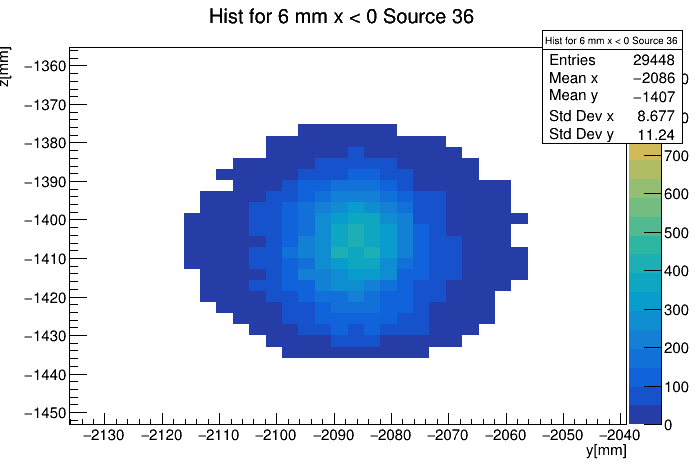 Hist for 6 mm x < 0 Source 36
z[mm]
Hist for 6 mm x < 0 Source 36
Entries 29448
Mean x −2086
Mean y −1407
Std Dev x 8.677
Std Dev y 11.24
−1360
−1370
−1380
−1390
−1400
−1410
−1420
−1430
−1440
−1450
700
600
500
400
300
200
100
0
−2130 −2120 −2110 −2100 −2090 −2080 −2070 −2060 −2050 −2040
y[mm]